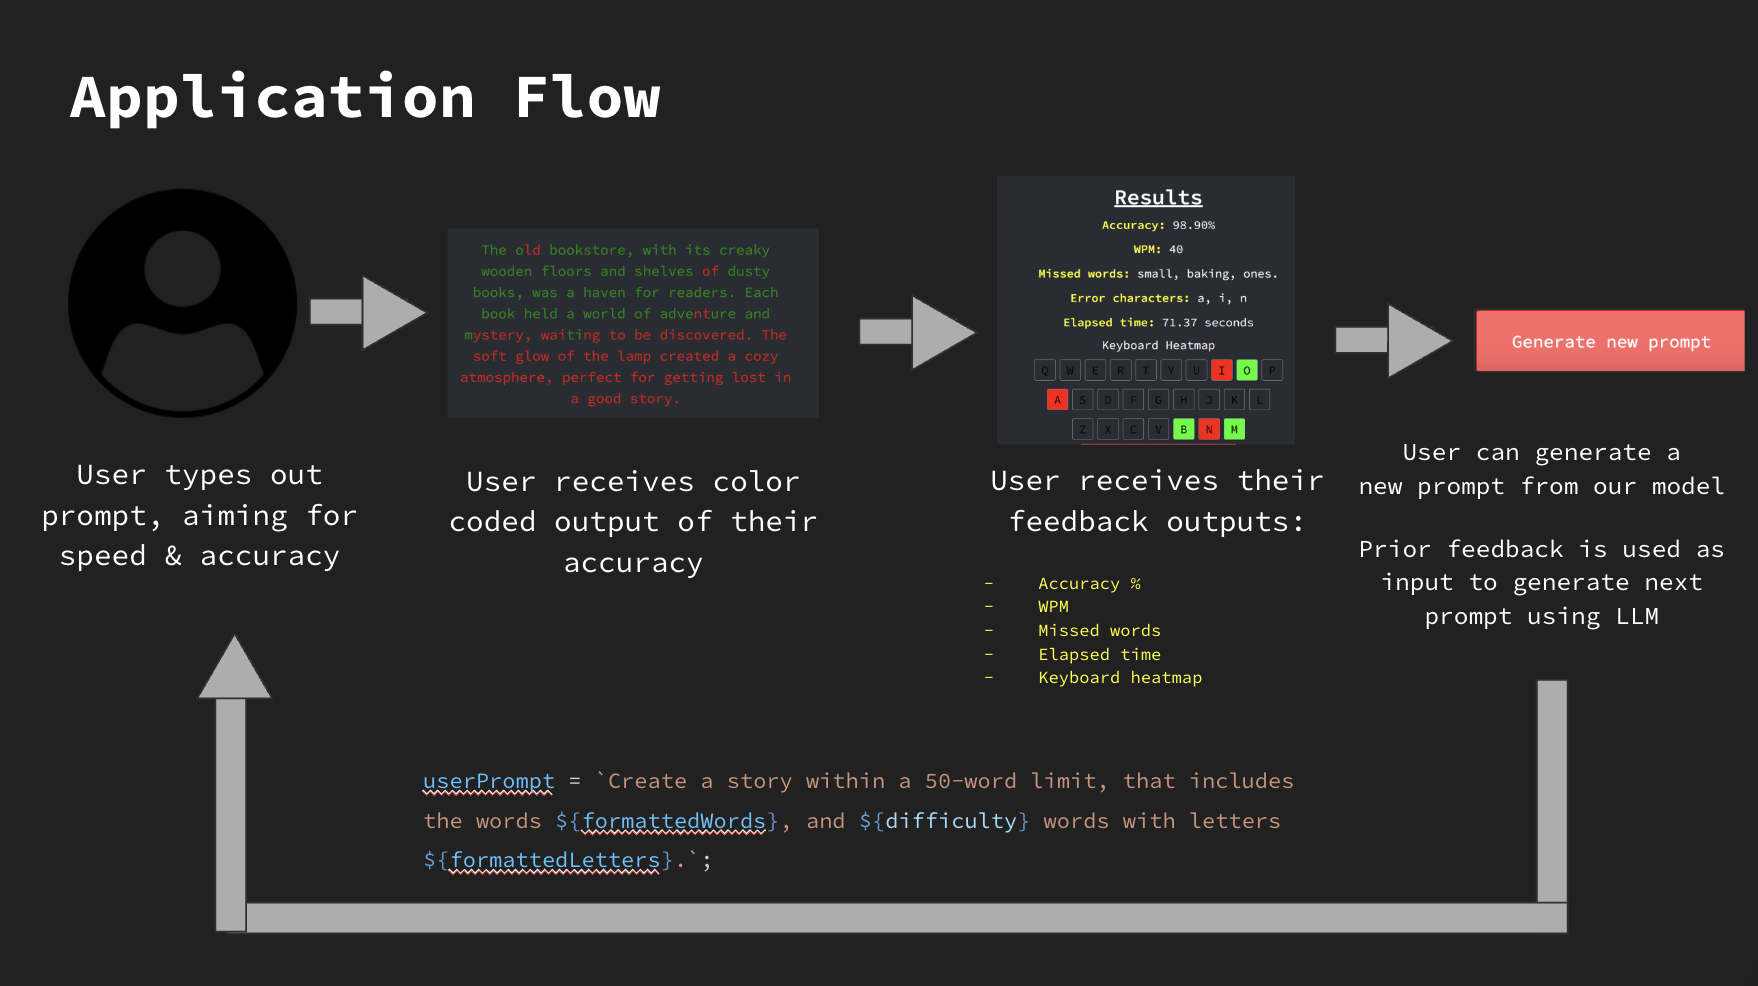 Application Flow
The old bookstore, with its creaky
wooden floors and shelves of dusty
books, was a haven for readers. Each
book held a world of adventure and
mystery, waiting to be discovered. The
soft glow of the lamp created a cozy
atmosphere, perfect for getting lost in
a good story.
Results
Accuracy: 98.90%
WPM: 40
Missed words: small, baking, ones.
Error characters: a, i, n
Elapsed time: 71.37 seconds
Keyboard Heatmap
Q W E R T Y U I O P
A S D F G H J K L
Z X C V B N M
Generate new prompt
User types out
prompt, aiming for
speed & accuracy
User receives color
coded output of their
accuracy
User receives their
feedback outputs:
- Accuracy %
- WPM
- Missed words
- Elapsed time
- Keyboard heatmap
User can generate a
new prompt from our model
Prior feedback is used as
input to generate next
prompt using LLM
userPrompt = `Create a story within a 50-word limit, that includes
the words ${formattedWords}, and ${difficulty} words with letters
${formattedLetters}.`;